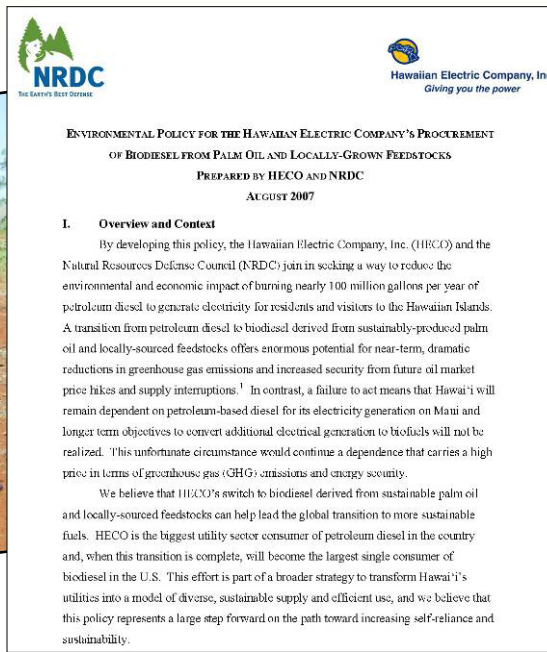 NRDC
THE EARTH'S BEST DEFENSE
Hawaiian Electric Company, Inc
Giving you the power
ENVIRONMENTAL POLICY FOR THE HAWAIIAN ELECTRIC COMPANY'S PROCUREMENT
OF BIODIESEL FROM PALM OIL AND LOCALLY-GROWN FEEDSTOCKS
PREPARED BY HECO AND NRDC
AUGUST 2007
I. Overview and Context
By developing this policy, the Hawaiian Electric Company, Inc. (HECO) and the
Natural Resources Defense Council (NRDC) join in seeking a way to reduce the
environmental and economic impact of burning nearly 100 million gallons per year of
petroleum diesel to generate electricity for residents and visitors to the Hawaiian Islands.
A transition from petroleum diesel to biodiesel derived from sustainably-produced palm
oil and locally-sourced feedstocks offers enormous potential for near-term, dramatic
reductions in greenhouse gas emissions and increased security from future oil market
price hikes and supply interruptions.1 In contrast, a failure to act means that Hawai‘i will
remain dependent on petroleum-based diesel for its electricity generation on Maui and
longer term objectives to convert additional electrical generation to biofuels will not be
realized. This unfortunate circumstance would continue a dependence that carries a high
price in terms of greenhouse gas (GHG) emissions and energy security.
We believe that HECO's switch to biodiesel derived from sustainable palm oil
and locally-sourced feedstocks can help lead the global transition to more sustainable
fuels. HECO is the biggest utility sector consumer of petroleum diesel in the country
and, when this transition is complete, will become the largest single consumer of
biodiesel in the U.S. This effort is part of a broader strategy to transform Hawai‘i's
utilities into a model of diverse, sustainable supply and efficient use, and we believe that
this policy represents a large step forward on the path toward increasing self-reliance and
sustainability.